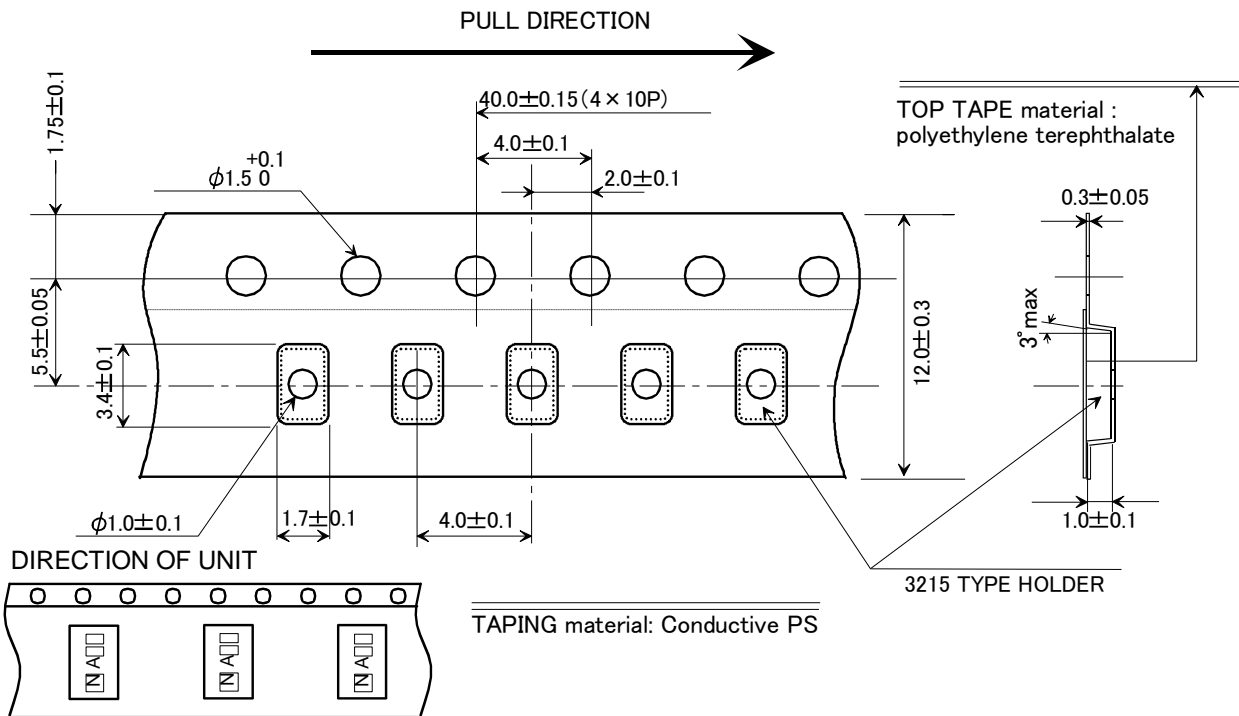 PULL DIRECTION
1.75±0.1
40.0±0.15(4×10P)
4.0±0.1
+0.1
φ1.5 0
2.0±0.1
TOP TAPE material :
polyethylene terephthalate
0.3±0.05
5.5±0.05
3.4±0.1
12.0±0.3
3°max
φ1.0±0.1
1.7±0.1
4.0±0.1
1.0±0.1
DIRECTION OF UNIT
3215 TYPE HOLDER
TAPING material: Conductive PS
N A□□
N A□□
N A□□